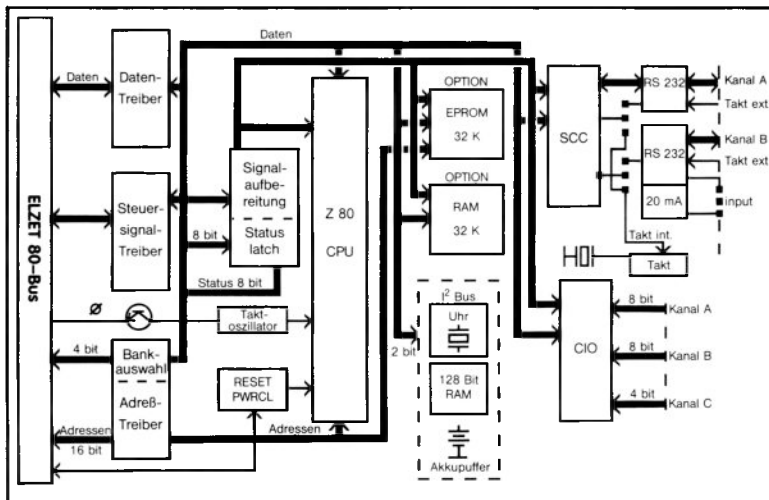 ELZET 80-Bus
Daten
Daten-
Treiber
Steuer-
signal-
Treiber
Ø
4 bit
Bank-
auswahl
Adreß-
Treiber
Adressen
16 bit
Daten
Signal-
aufbe-
reitung
Status
latch
8 bit
Status 8 bit
Takt-
oszillator
RESET
PWRCL
Z 80
CPU
Adressen
OPTION
EPROM
32 K
OPTION
RAM
32 K
2 bit
I² Bus
Uhr
128 Bit
RAM
Akkupuffer
SCC
RS 232
Kanal A
Takt ext
RS 232
20 mA
Kanal B
Takt ext
input
Takt int.
Takt
CIO
8 bit
Kanal A
8 bit
Kanal B
4 bit
Kanal C